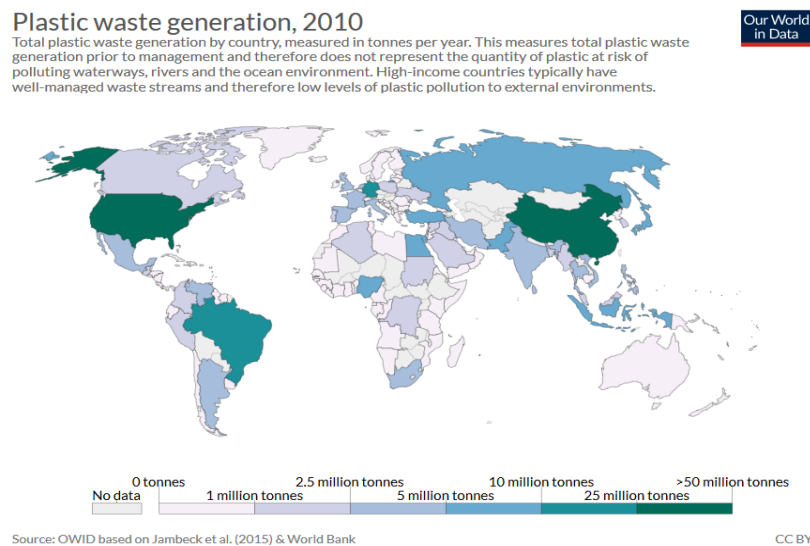 Plastic waste generation, 2010
Our World
in Data
Total plastic waste generation by country, measured in tonnes per year. This measures total plastic waste
generation prior to management and therefore does not represent the quantity of plastic at risk of
polluting waterways, rivers and the ocean environment. High-income countries typically have
well-managed waste streams and therefore low levels of plastic pollution to external environments.
0 tonnes 2.5 million tonnes 10 million tonnes >50 million tonnes
No data 1 million tonnes 5 million tonnes 25 million tonnes
Source: OWID based on Jambeck et al. (2015) & World Bank CC BY